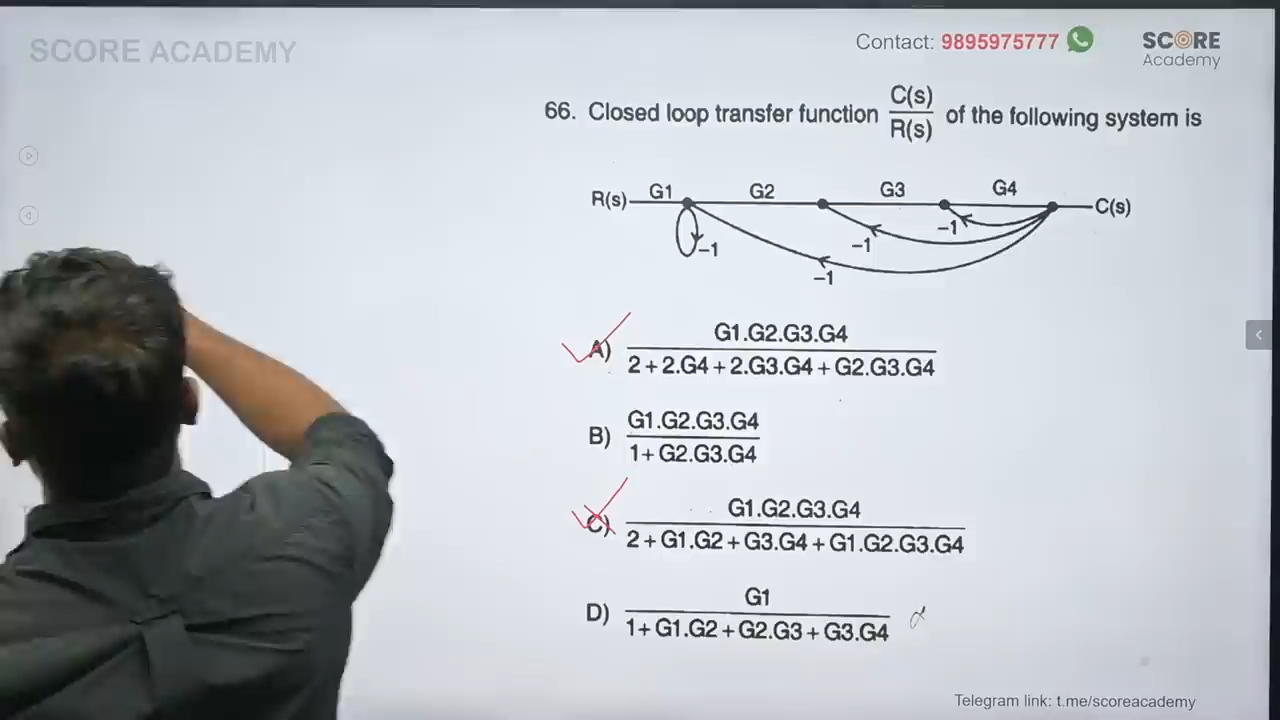 SCORE ACADEMY
Contact: 9895975777
SCORE
Academy
66. Closed loop transfer function C(s)/R(s) of the following system is
R(s) G1 G2 G3 G4 C(s)
-1 -1 -1 -1
A) G1.G2.G3.G4
2 + 2.G4 + 2.G3.G4 + G2.G3.G4
B) G1.G2.G3.G4
1 + G2.G3.G4
C) G1.G2.G3.G4
2 + G1.G2 + G3.G4 + G1.G2.G3.G4
D) G1
1 + G1.G2 + G2.G3 + G3.G4
Telegram link: t.me/scoreacademy